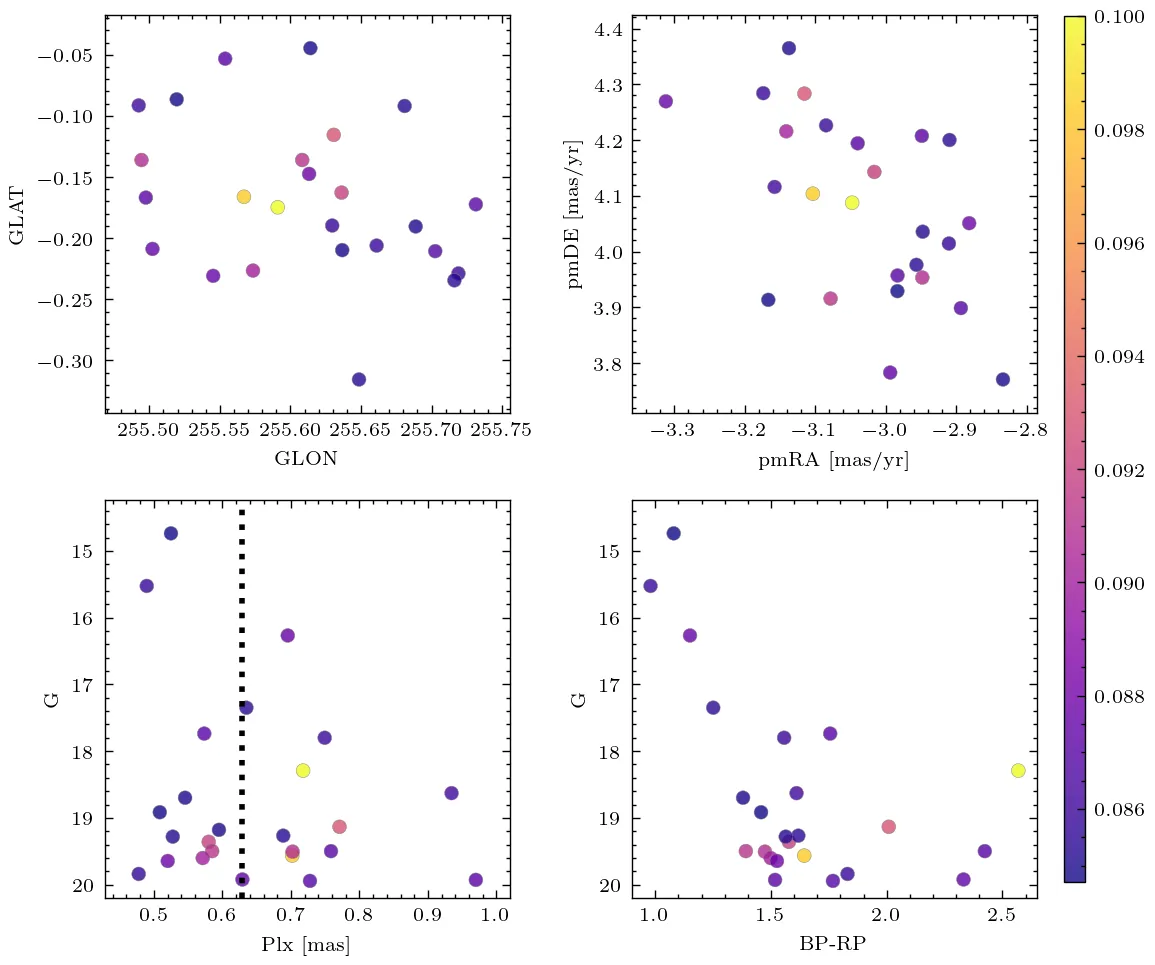 −0.05
−0.10
−0.15
−0.20
−0.25
−0.30
GLAT
255.50 255.55 255.60 255.65 255.70 255.75
GLON
4.4
4.3
4.2
4.1
4.0
3.9
3.8
pmDE [mas/yr]
−3.3 −3.2 −3.1 −3.0 −2.9 −2.8
pmRA [mas/yr]
15
16
17
18
19
20
G
0.5 0.6 0.7 0.8 0.9 1.0
Plx [mas]
15
16
17
18
19
20
G
1.0 1.5 2.0 2.5
BP-RP
0.100
0.098
0.096
0.094
0.092
0.090
0.088
0.086